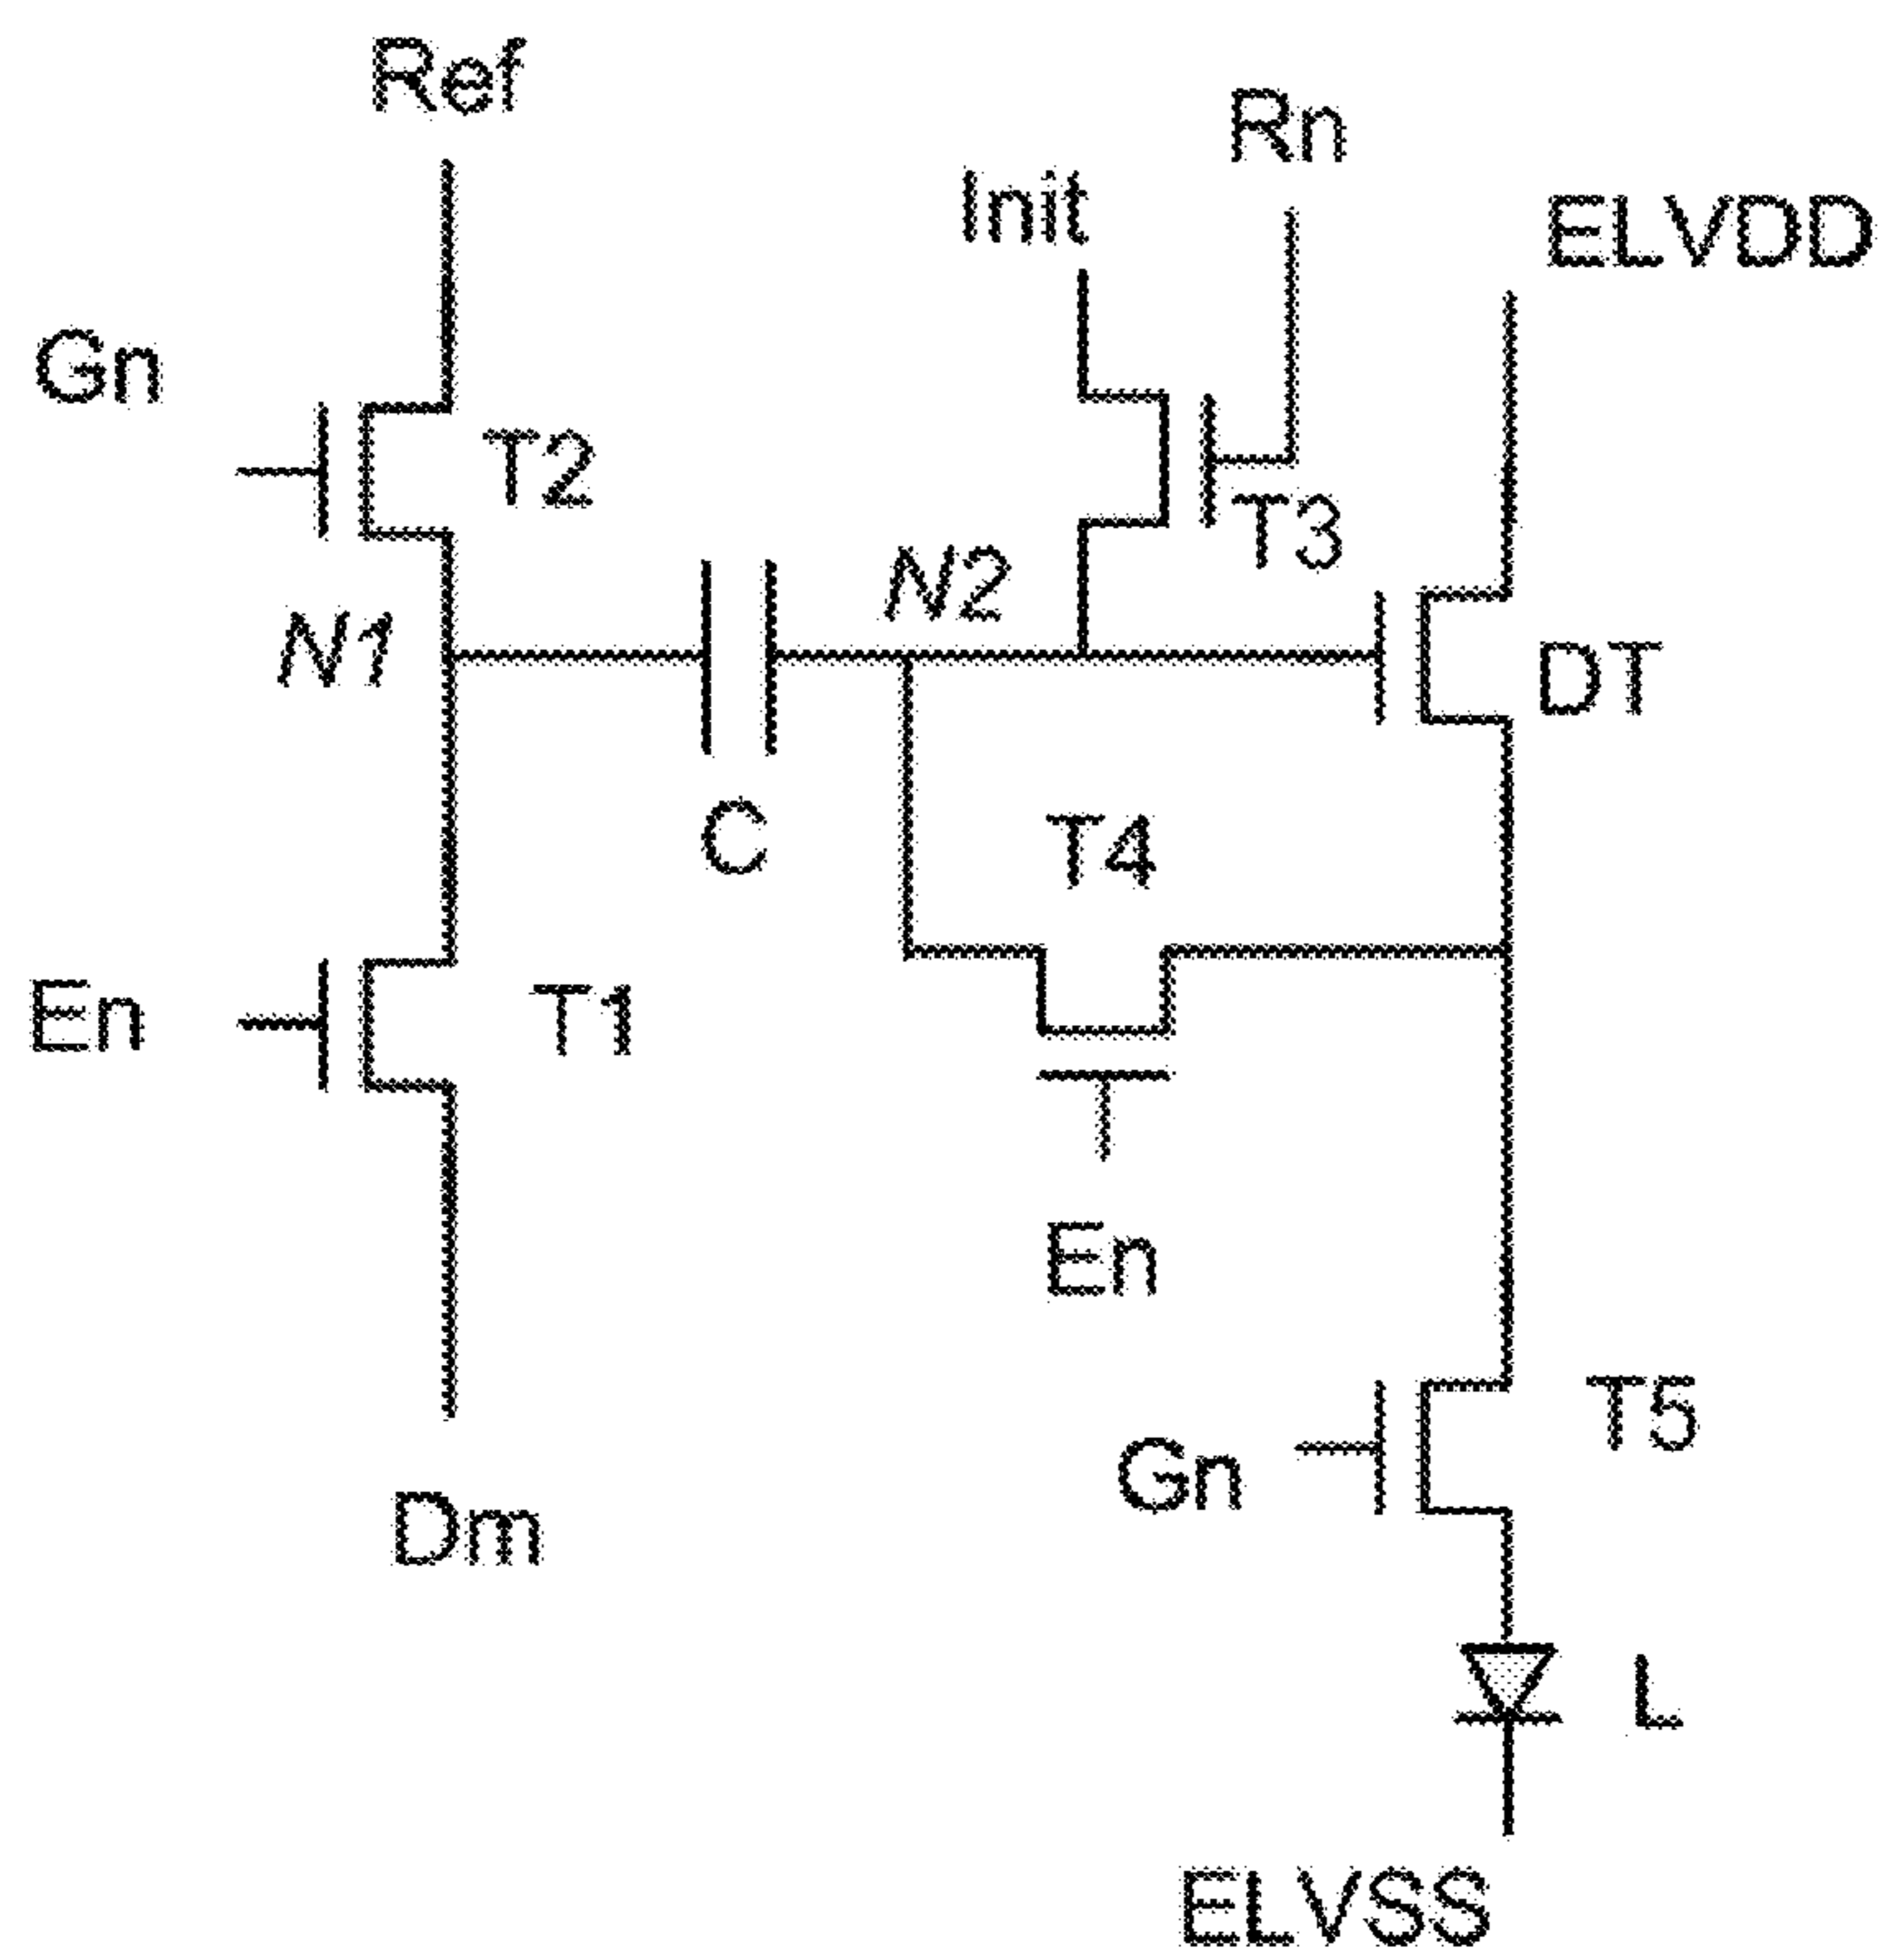 Ref
Rn
Init
ELVDD
Gn
T2
T3
N2
N1
DT
C
T4
En
T1
En
T5
Gn
Dm
L
ELVSS